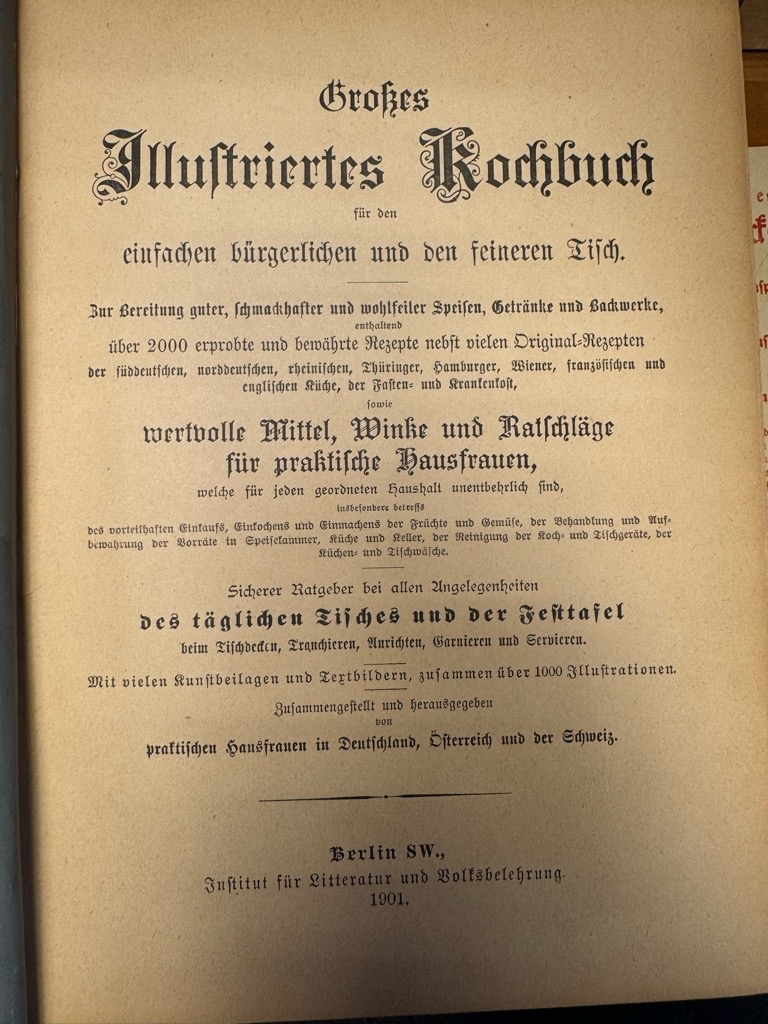 Großes
Illustriertes Kochbuch
für den
einfachen bürgerlichen und den feineren Tisch.
Zur Bereitung guter, schmackhafter und wohlfeiler Speisen, Getränke und Backwerke,
enthaltend
über 2000 erprobte und bewährte Rezepte nebst vielen Original-Rezepten
der süddeutschen, norddeutschen, rheinischen, Thüringer, Hamburger, Wiener, französischen und
englischen Küche, der Fasten- und Krankenkost,
sowie
wertvolle Mittel, Winke und Ratschläge
für praktische Hausfrauen,
welche für jeden geordneten Haushalt unentbehrlich sind,
insbesondere betreffs
des vorteilhaften Einkaufs, Einkochens und Einmachens der Früchte und Gemüse, der Behandlung und Auf-
bewahrung der Vorräte in Speisekammer, Küche und Keller, der Reinigung der Koch- und Tischgeräte, der
Küchen- und Tischwäsche.
Sicherer Ratgeber bei allen Angelegenheiten
des täglichen Tisches und der Festtafel
beim Tischdecken, Tranchieren, Anrichten, Garnieren und Servieren.
Mit vielen Kunstbeilagen und Textbildern, zusammen über 1000 Illustrationen.
Zusammengestellt und herausgegeben
von
praktischen Hausfrauen in Deutschland, Österreich und der Schweiz.
Berlin SW.,
Institut für Litteratur und Volksbelehrung.
1901.